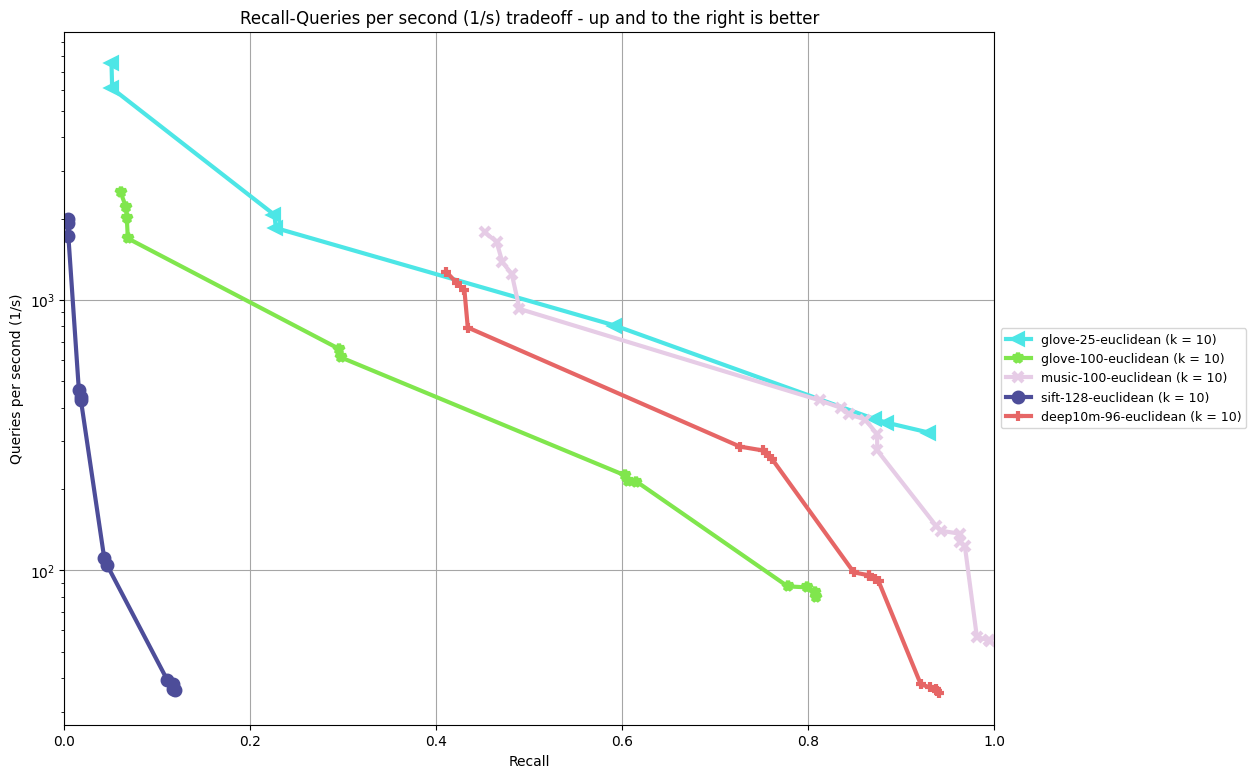 Recall-Queries per second (1/s) tradeoff - up and to the right is better
Queries per second (1/s)
10³
10²
0.0 0.2 0.4 0.6 0.8 1.0
Recall
glove-25-euclidean (k = 10)
glove-100-euclidean (k = 10)
music-100-euclidean (k = 10)
sift-128-euclidean (k = 10)
deep10m-96-euclidean (k = 10)